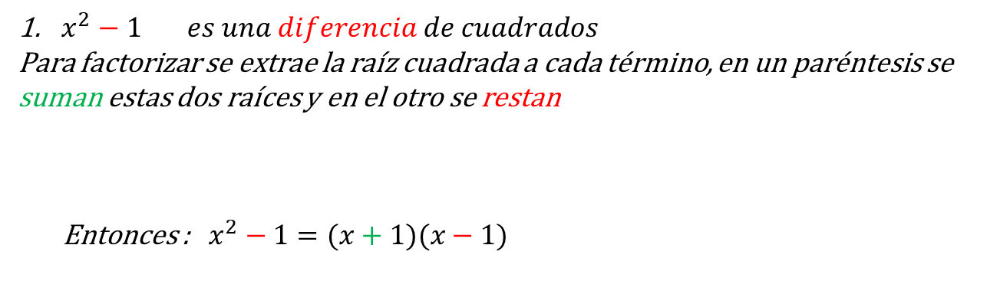 1. x² − 1 es una diferencia de cuadrados
Para factorizar se extrae la raíz cuadrada a cada término, en un paréntesis se
suman estas dos raíces y en el otro se restan
Entonces: x² − 1 = (x + 1)(x − 1)